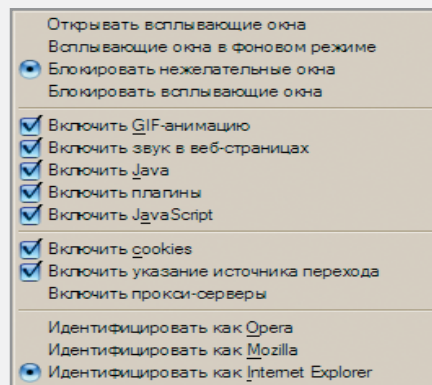 Открывать всплывающие окна
Всплывающие окна в фоновом режиме
Блокировать нежелательные окна
Блокировать всплывающие окна
Включить GIF-анимацию
Включить звук в веб-страницах
Включить Java
Включить плагины
Включить JavaScript
Включить cookies
Включить указание источника перехода
Включить прокси-серверы
Идентифицировать как Opera
Идентифицировать как Mozilla
Идентифицировать как Internet Explorer